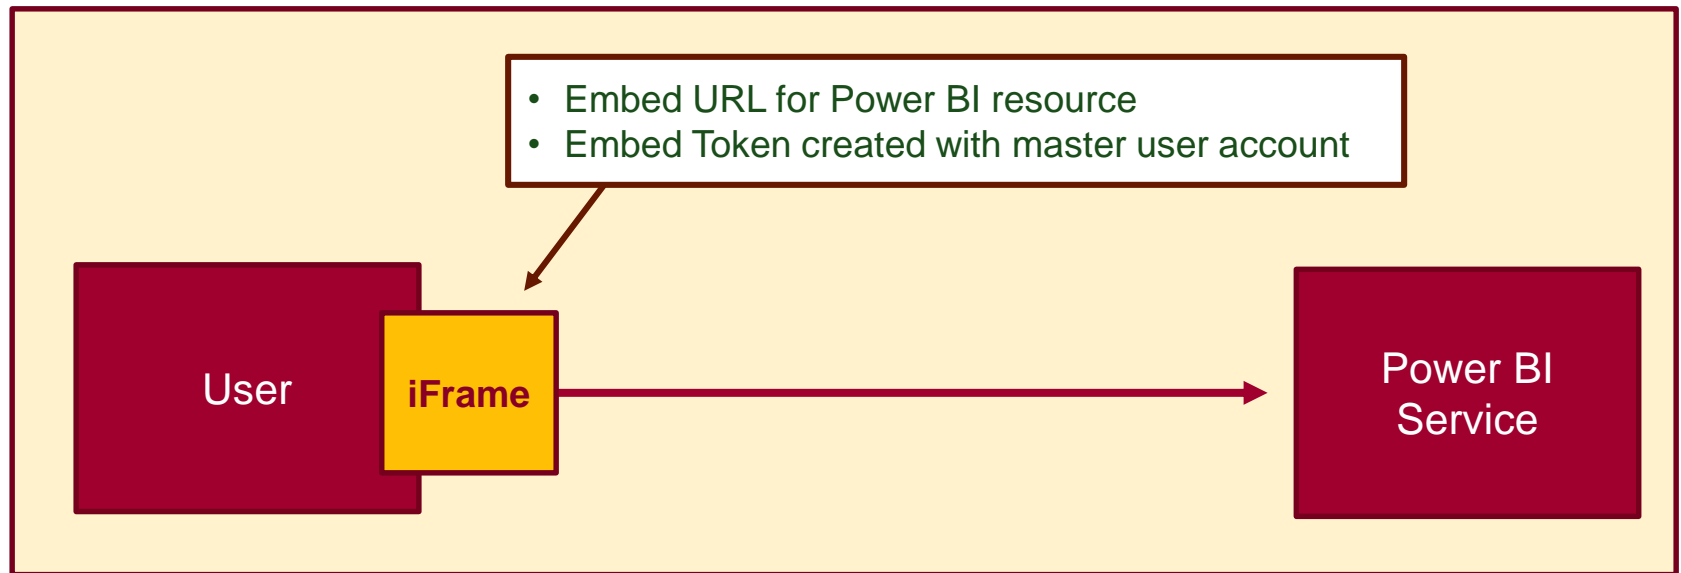 • Embed URL for Power BI resource
• Embed Token created with master user account
User
iFrame
Power BI
Service